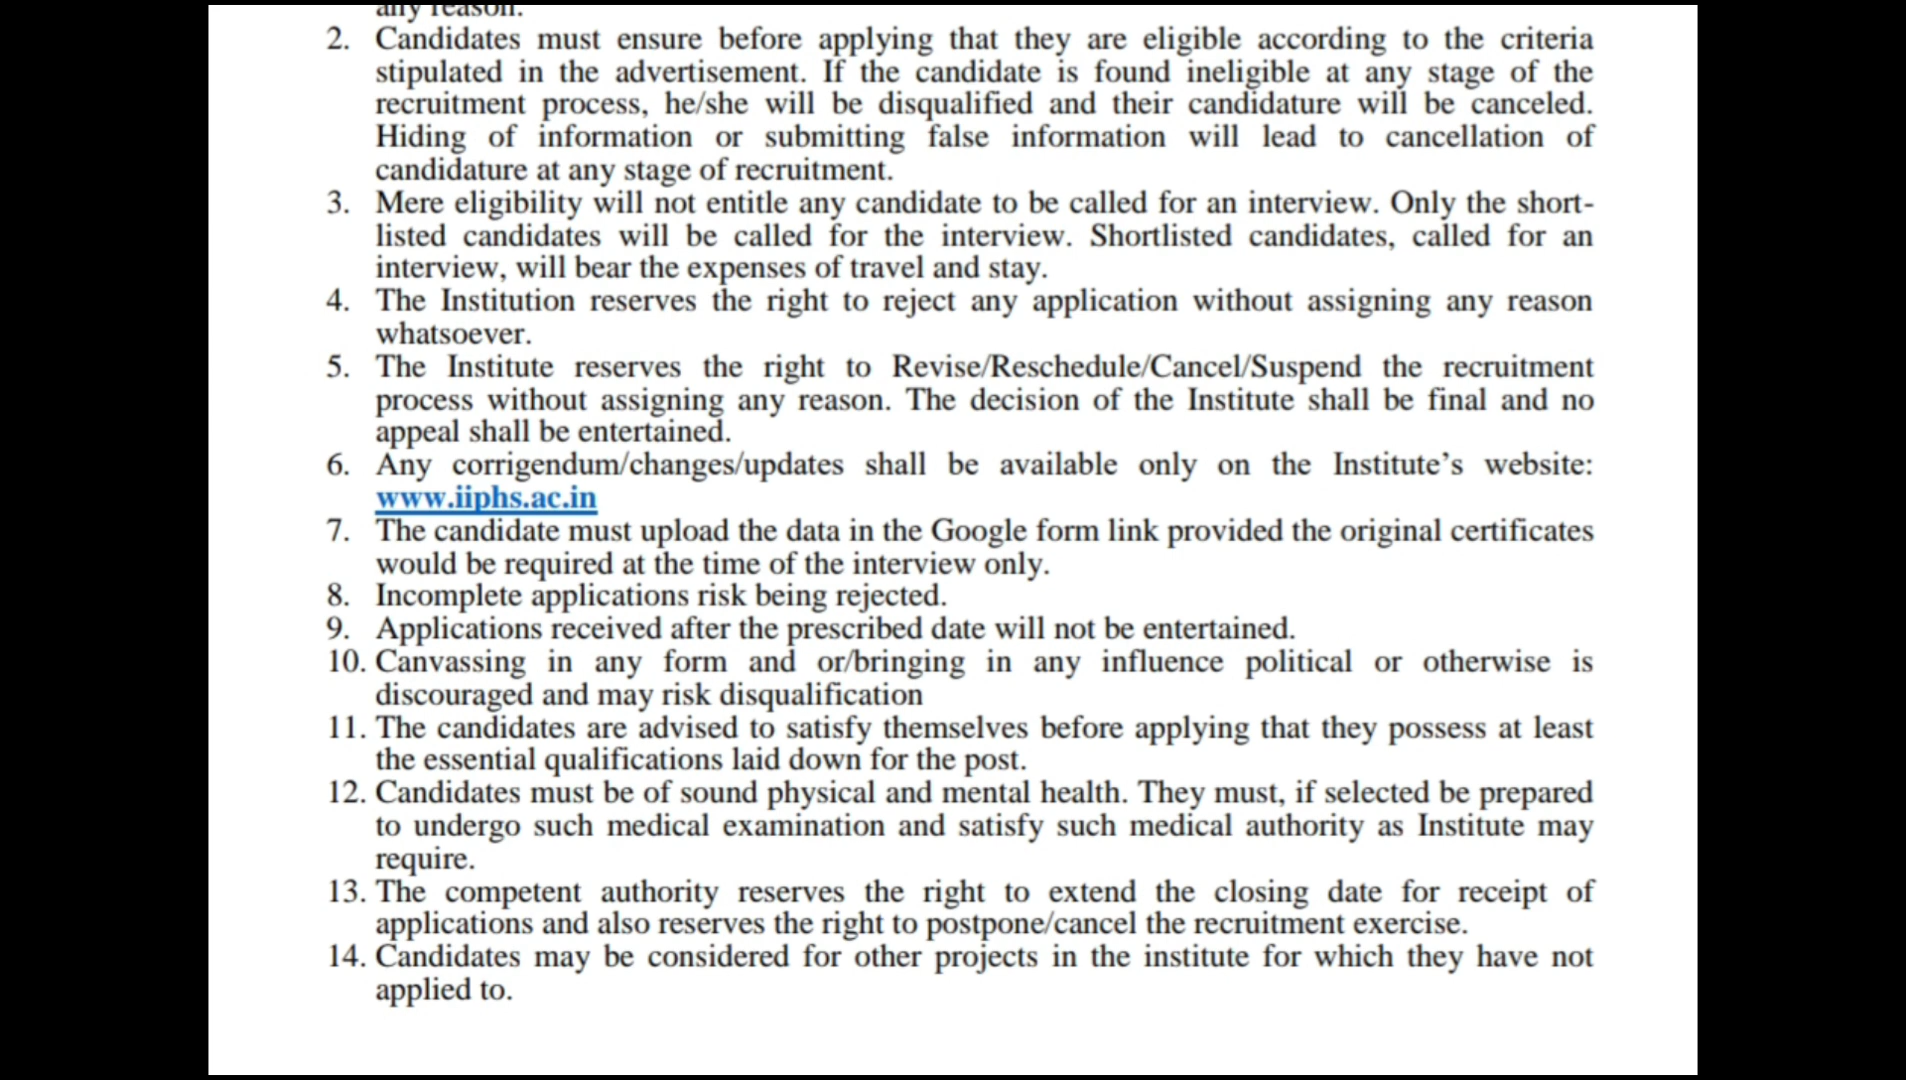 any reason.
2. Candidates must ensure before applying that they are eligible according to the criteria
stipulated in the advertisement. If the candidate is found ineligible at any stage of the
recruitment process, he/she will be disqualified and their candidature will be canceled.
Hiding of information or submitting false information will lead to cancellation of
candidature at any stage of recruitment.
3. Mere eligibility will not entitle any candidate to be called for an interview. Only the short-
listed candidates will be called for the interview. Shortlisted candidates, called for an
interview, will bear the expenses of travel and stay.
4. The Institution reserves the right to reject any application without assigning any reason
whatsoever.
5. The Institute reserves the right to Revise/Reschedule/Cancel/Suspend the recruitment
process without assigning any reason. The decision of the Institute shall be final and no
appeal shall be entertained.
6. Any corrigendum/changes/updates shall be available only on the Institute’s website:
www.iiphs.ac.in
7. The candidate must upload the data in the Google form link provided the original certificates
would be required at the time of the interview only.
8. Incomplete applications risk being rejected.
9. Applications received after the prescribed date will not be entertained.
10. Canvassing in any form and or/bringing in any influence political or otherwise is
discouraged and may risk disqualification
11. The candidates are advised to satisfy themselves before applying that they possess at least
the essential qualifications laid down for the post.
12. Candidates must be of sound physical and mental health. They must, if selected be prepared
to undergo such medical examination and satisfy such medical authority as Institute may
require.
13. The competent authority reserves the right to extend the closing date for receipt of
applications and also reserves the right to postpone/cancel the recruitment exercise.
14. Candidates may be considered for other projects in the institute for which they have not
applied to.